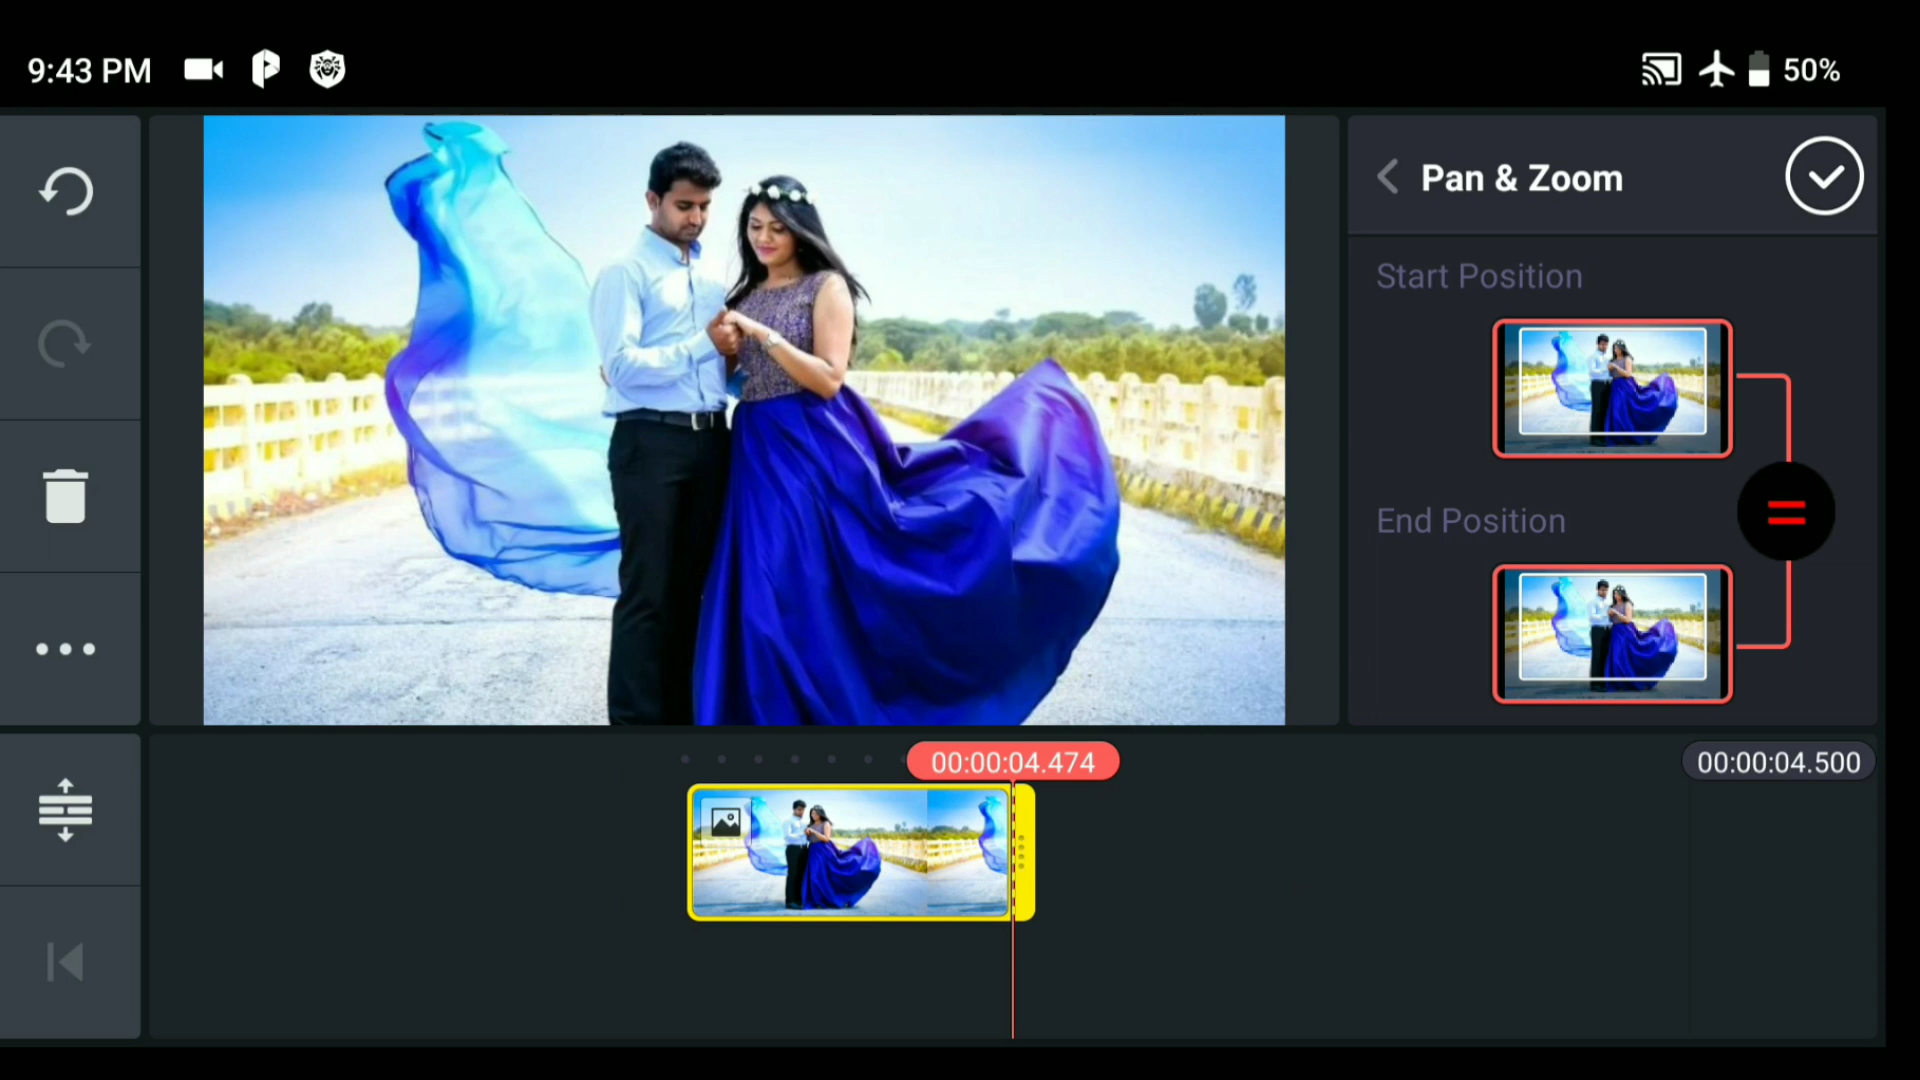 9:43 PM
50%
Pan & Zoom
Start Position
End Position
00:00:04.474
00:00:04.500